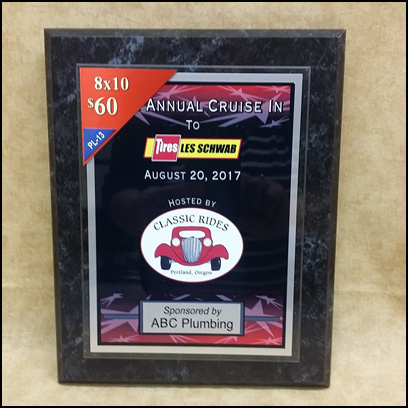 8x10
$60
PL-13
Annual Cruise In
To
Tires LES SCHWAB
August 20, 2017
Hosted by
CLASSIC RIDES
Portland, Oregon
Sponsored by
ABC Plumbing